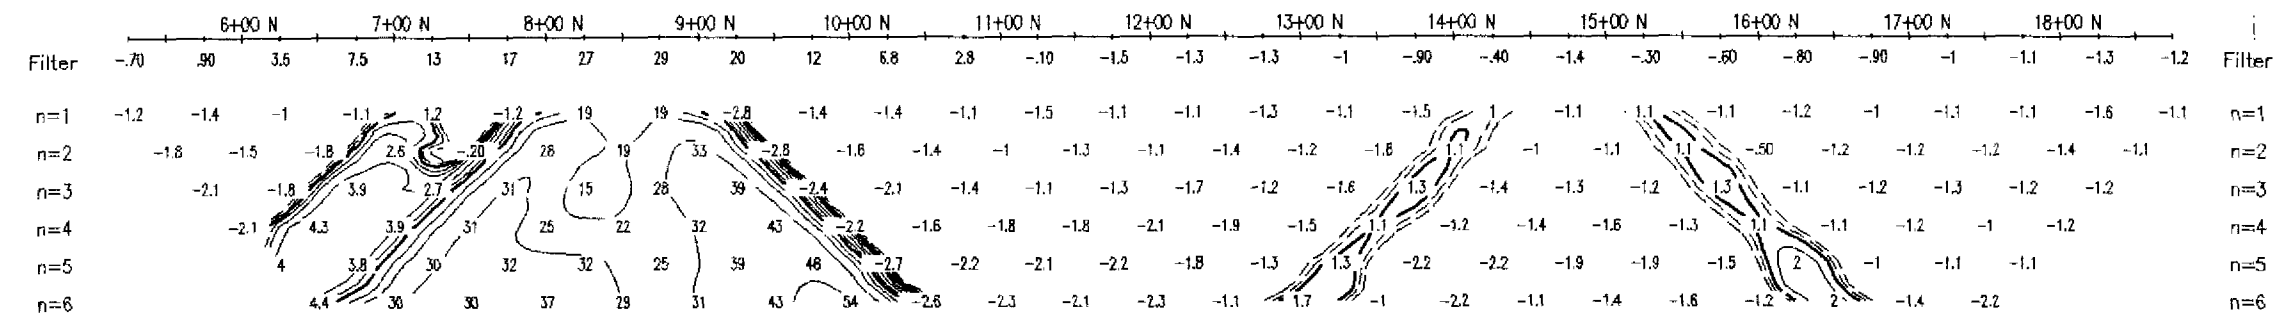 6+00 N 7+00 N 8+00 N 9+00 N 10+00 N 11+00 N 12+00 N 13+00 N 14+00 N 15+00 N 16+00 N 17+00 N 18+00 N
Filter -.70 .90 3.6 7.5 13 17 27 29 20 12 6.8 2.8 -.10 -1.5 -1.3 -1.3 -1 -.90 -.40 -1.4 -.30 -.60 -.80 -.90 -1 -1.1 -1.3 -1.2 Filter
n=1 -1.2 -1.4 -1 -1.1 1.2 -1.2 19 19 -2.8 -1.4 -1.4 -1.1 -1.5 -1.1 -1.1 -1.3 -1.1 -1.5 1 -1.1 1.1 -1.1 -1.2 -1 -1.1 -1.1 -1.6 -1.1 n=1
n=2 -1.8 -1.5 -1.8 2.6 -.20 28 19 33 -2.8 -1.6 -1.4 -1 -1.3 -1.1 -1.4 -1.2 -1.8 1.1 -1 -1.1 1.1 -.50 -1.2 -1.2 -1.2 -1.4 -1.1 n=2
n=3 -2.1 -1.8 3.9 2.7 31 15 28 39 -2.4 -2.1 -1.4 -1.1 -1.3 -1.7 -1.2 -1.6 1.3 -1.4 -1.3 -1.2 1.3 -1.1 -1.2 -1.3 -1.2 -1.2 n=3
n=4 -2.1 4.3 3.9 31 25 22 32 43 -2.2 -1.6 -1.8 -1.8 -2.1 -1.9 -1.5 1.1 -1.2 -1.4 -1.6 -1.3 1.1 -1.1 -1.2 -1 -1.2 n=4
n=5 4 3.8 30 32 32 25 39 46 -2.7 -2.2 -2.1 -2.2 -1.8 -1.3 1.3 -2.2 -2.2 -1.9 -1.9 -1.5 2 -1 -1.1 -1.1 n=5
n=6 4.4 36 30 37 29 31 43 54 -2.6 -2.3 -2.1 -2.3 -1.1 1.7 -1 -2.2 -1.1 -1.4 -1.6 -1.2 2 -1.4 -2.2 n=6